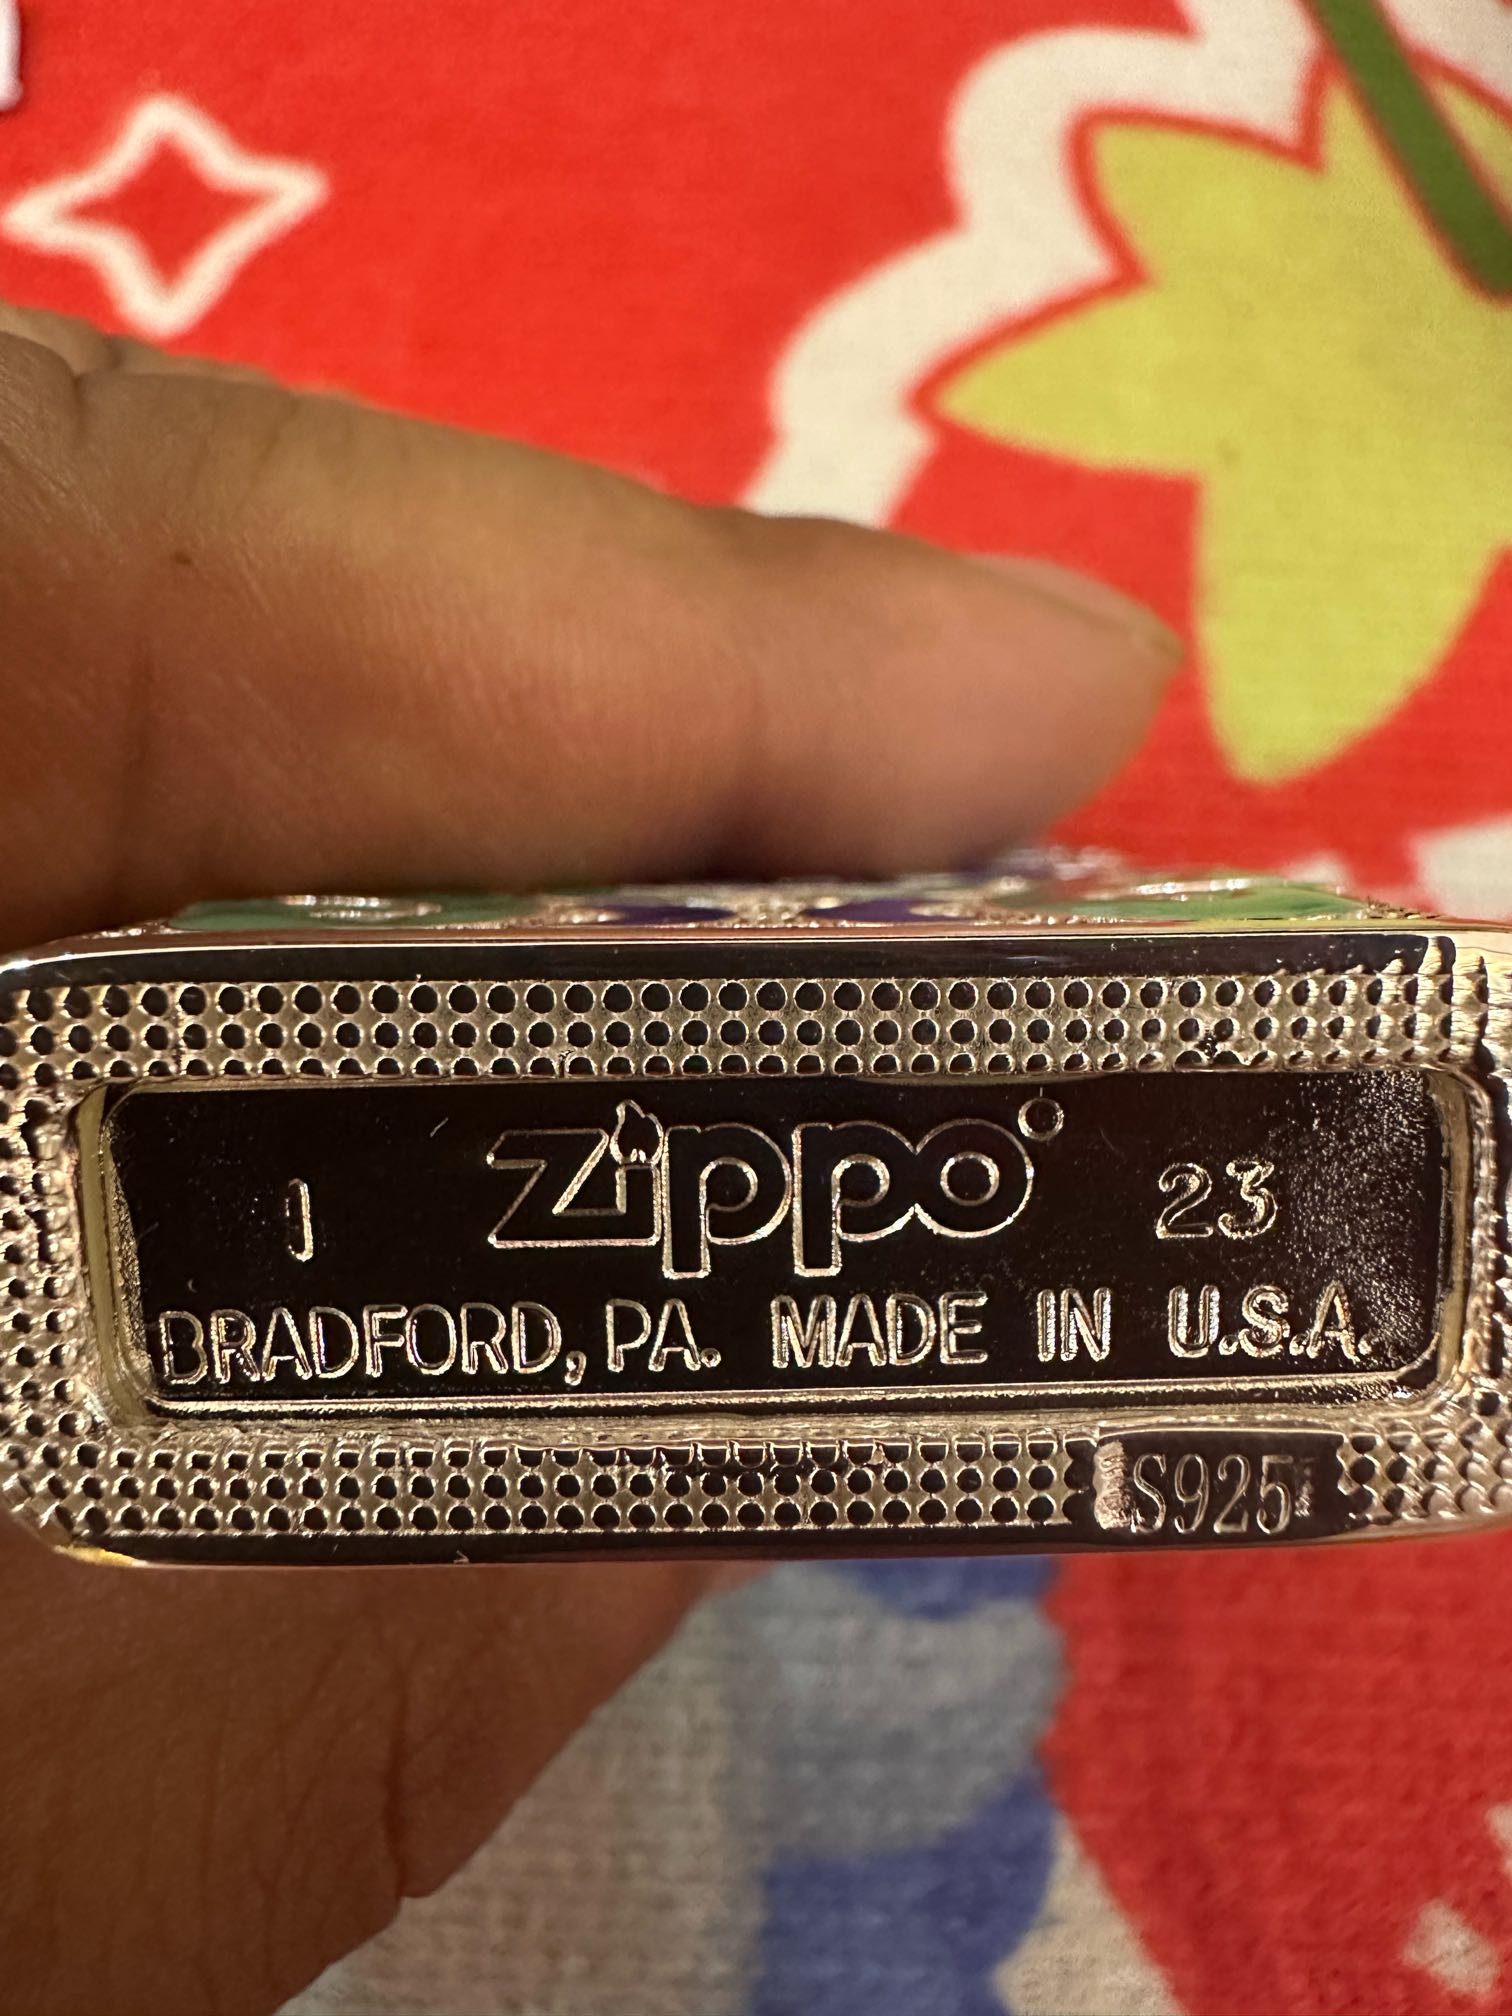 I zippo 23
BRADFORD, PA. MADE IN U.S.A.
S925